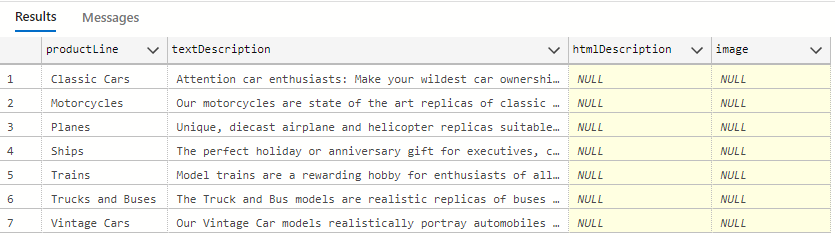 Results Messages
productLine textDescription htmlDescription image
1 Classic Cars Attention car enthusiasts: Make your wildest car ownershi… NULL NULL
2 Motorcycles Our motorcycles are state of the art replicas of classic … NULL NULL
3 Planes Unique, diecast airplane and helicopter replicas suitable… NULL NULL
4 Ships The perfect holiday or anniversary gift for executives, c… NULL NULL
5 Trains Model trains are a rewarding hobby for enthusiasts of all… NULL NULL
6 Trucks and Buses The Truck and Bus models are realistic replicas of buses … NULL NULL
7 Vintage Cars Our Vintage Car models realistically portray automobiles … NULL NULL